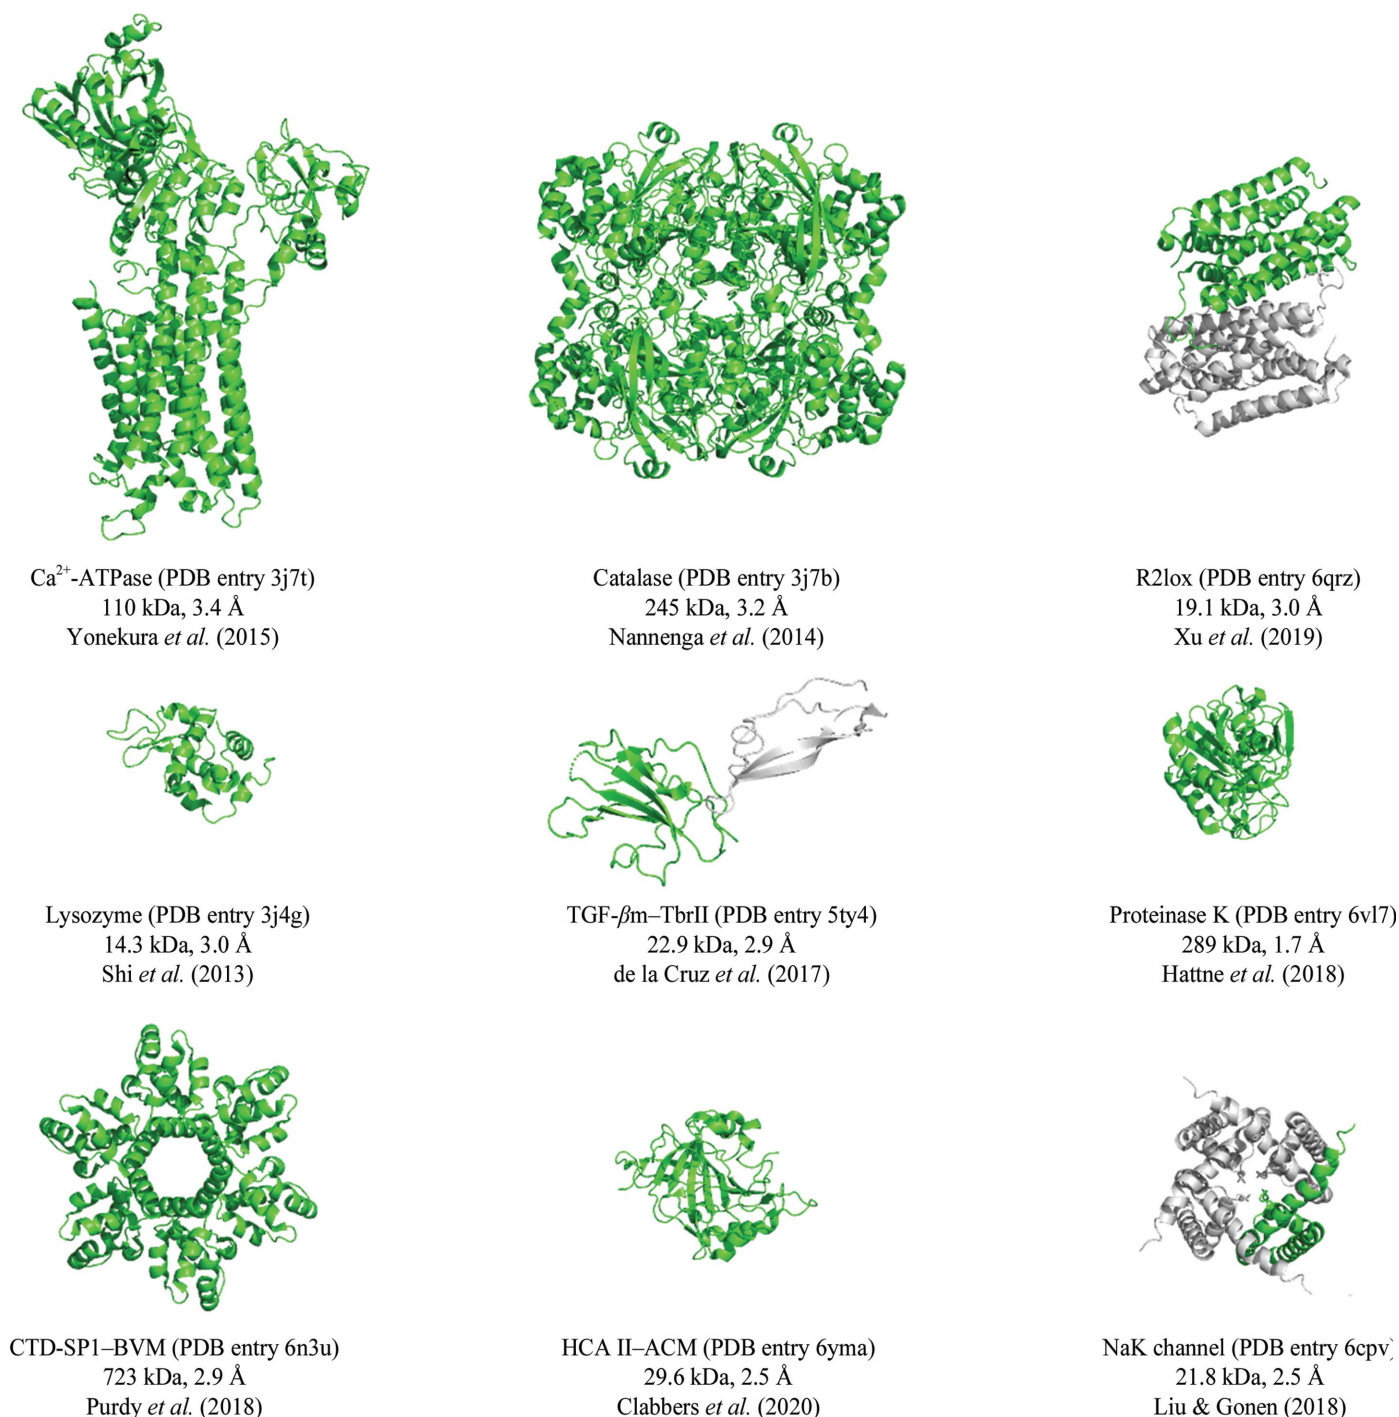 Ca²⁺-ATPase (PDB entry 3j7t)
110 kDa, 3.4 Å
Yonekura et al. (2015)
Catalase (PDB entry 3j7b)
245 kDa, 3.2 Å
Nannenga et al. (2014)
R2lox (PDB entry 6qrz)
19.1 kDa, 3.0 Å
Xu et al. (2019)
Lysozyme (PDB entry 3j4g)
14.3 kDa, 3.0 Å
Shi et al. (2013)
TGF-βm–TbrII (PDB entry 5ty4)
22.9 kDa, 2.9 Å
de la Cruz et al. (2017)
Proteinase K (PDB entry 6vl7)
289 kDa, 1.7 Å
Hattne et al. (2018)
CTD-SP1–BVM (PDB entry 6n3u)
723 kDa, 2.9 Å
Purdy et al. (2018)
HCA II–ACM (PDB entry 6yma)
29.6 kDa, 2.5 Å
Clabbers et al. (2020)
NaK channel (PDB entry 6cpv)
21.8 kDa, 2.5 Å
Liu & Gonen (2018)